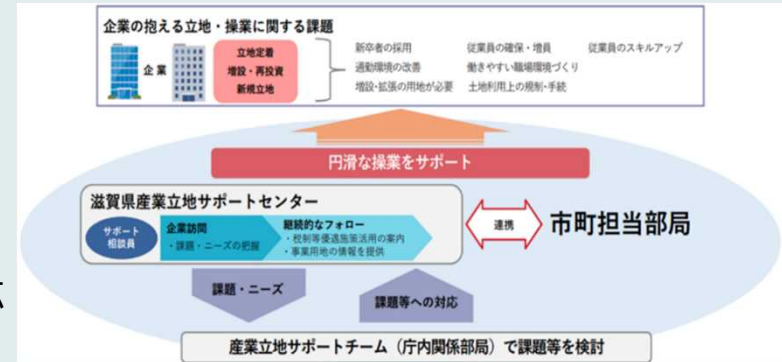 企業の抱える立地・操業に関する課題
企業
立地定着
増設・再投資
新規立地
新卒者の採用 従業員の確保・増員 従業員のスキルアップ
通勤環境の改善 働きやすい職場環境づくり
増設・拡張の用地が必要 土地利用上の規制・手続
円滑な操業をサポート
滋賀県産業立地サポートセンター
サポート
相談員
企業訪問
・課題・ニーズの把握
継続的なフォロー
・税制等優遇施策活用の案内
・事業用地の情報を提供
連携
市町担当部局
課題・ニーズ
課題等への対応
産業立地サポートチーム（庁内関係部局）で課題等を検討